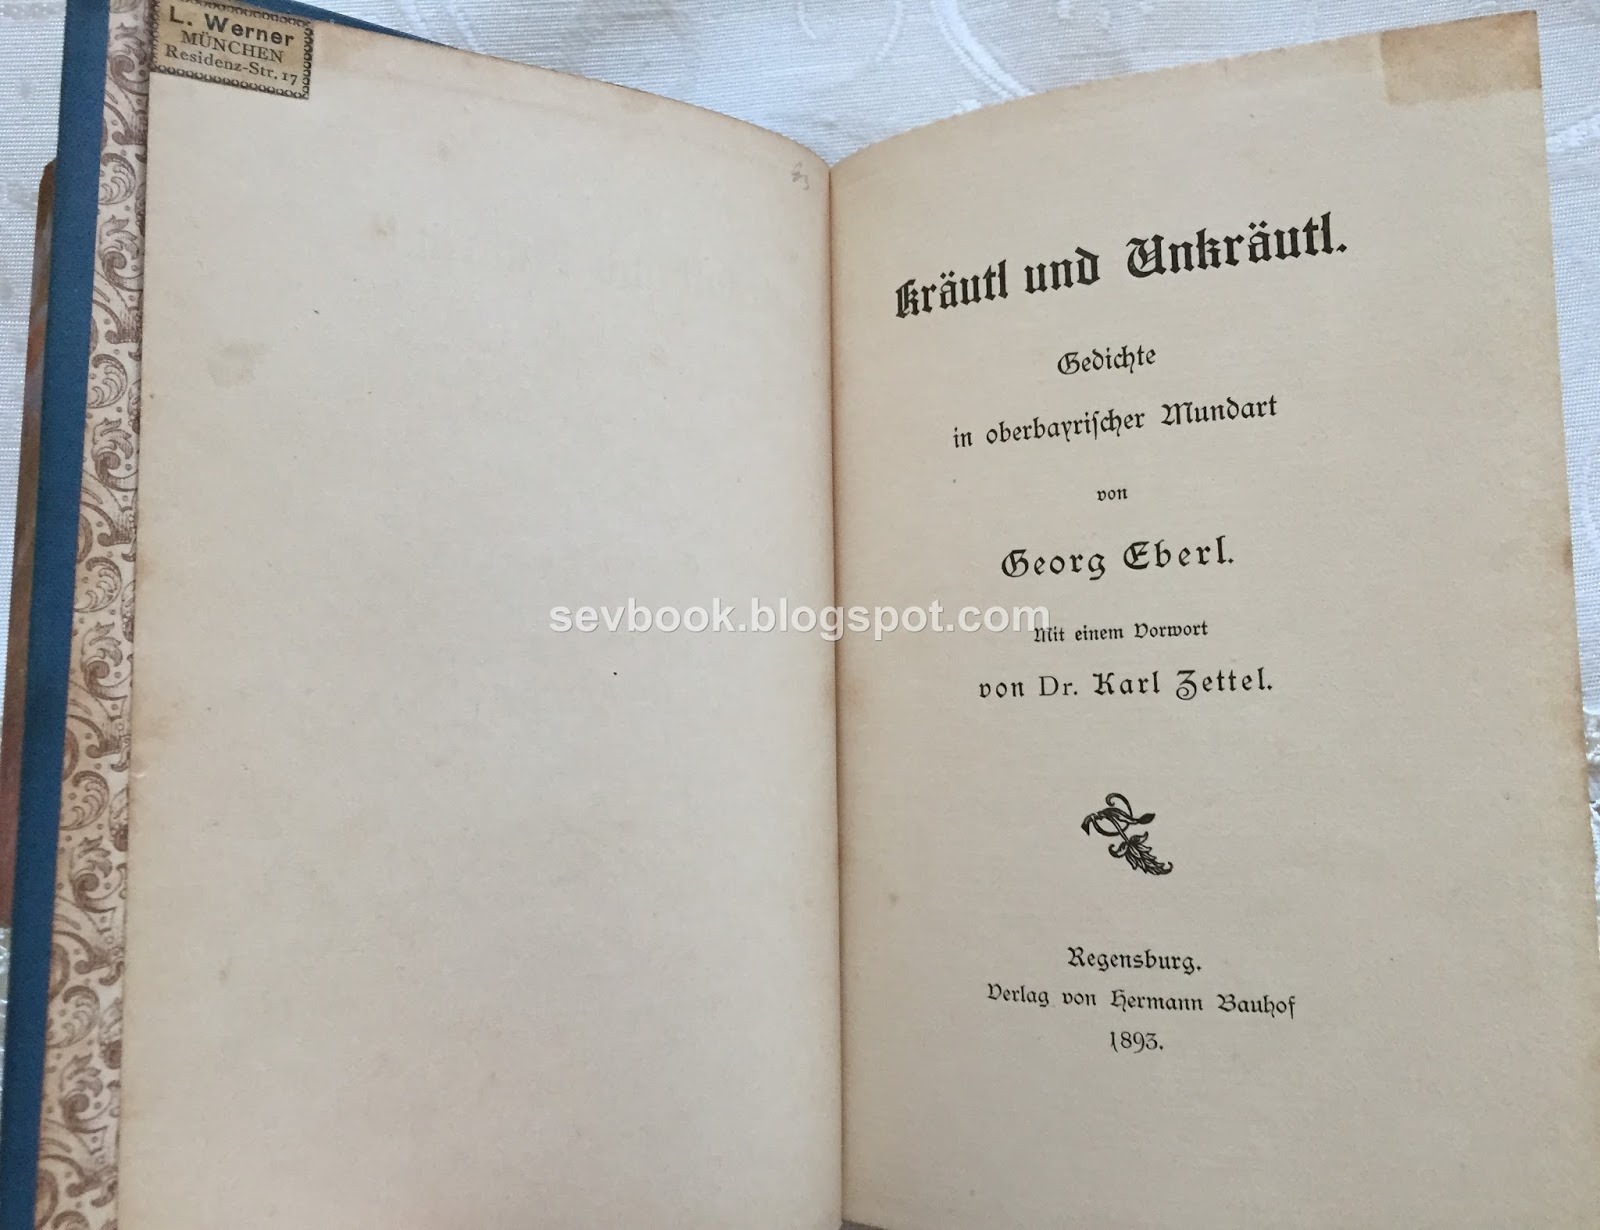 L. Werner
MÜNCHEN
Residenz-Str. 17
Kräutl und Unkräutl.
Gedichte
in oberbayriſcher Mundart
von
Georg Eberl.
sevbook.blogspot.com
Mit einem Vorwort
von Dr. Karl Zettel.
Regensburg.
Verlag von Hermann Bauhof
1893.